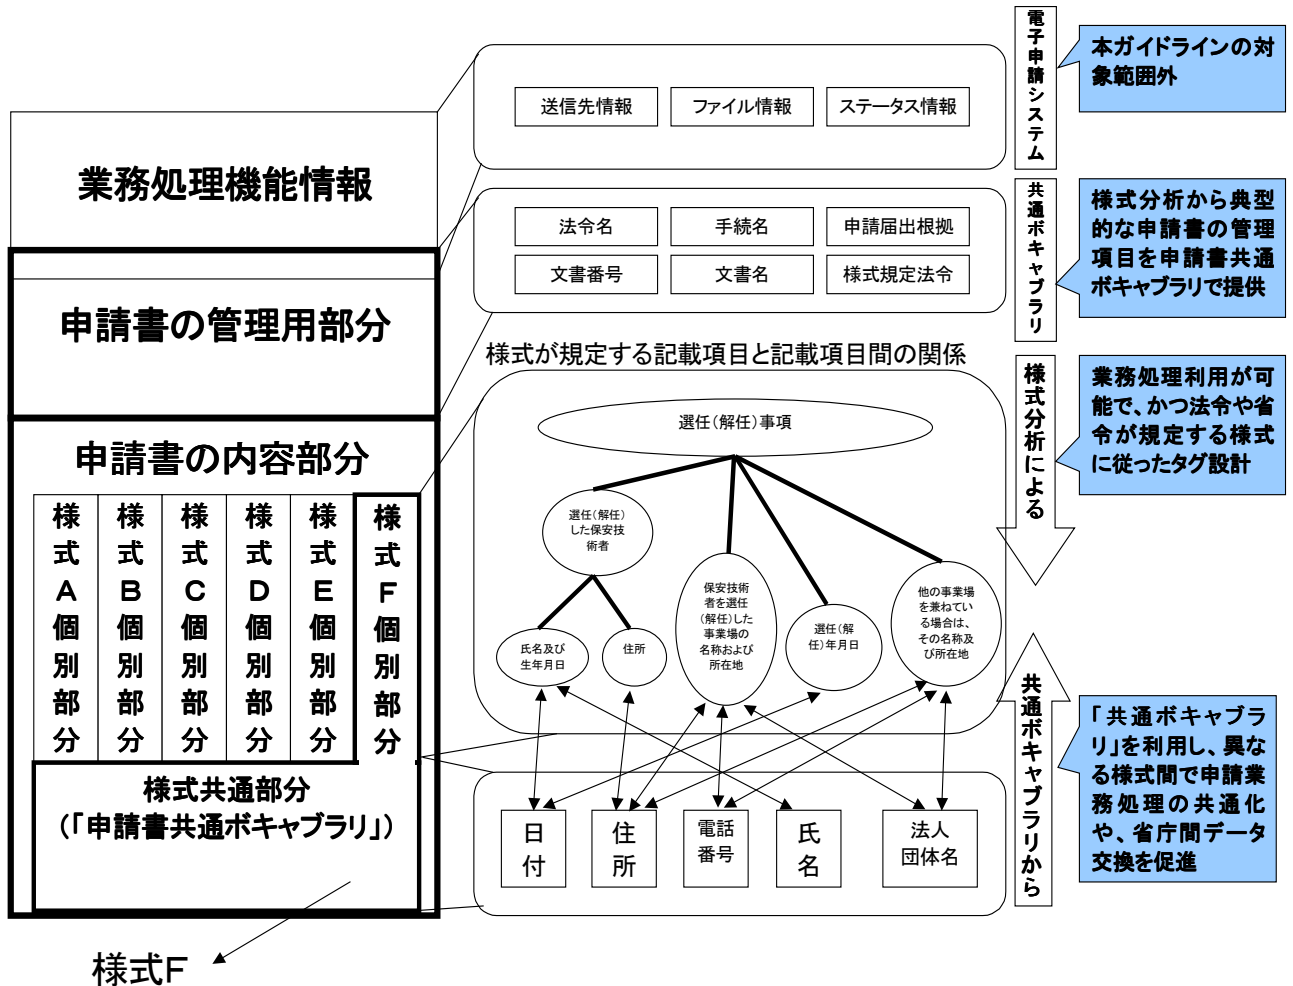 業務処理機能情報
申請書の管理用部分
申請書の内容部分
様式A個別部分
様式B個別部分
様式C個別部分
様式D個別部分
様式E個別部分
様式F個別部分
様式共通部分
(「申請書共通ボキャブラリ」)
様式F
送信先情報
ファイル情報
ステータス情報
法令名
手続名
申請届出根拠
文書番号
文書名
様式規定法令
様式が規定する記載項目と記載項目間の関係
選任(解任)事項
選任(解任)
した保安技
術者
氏名及び
生年月日
住所
保安技術
者を選任
(解任)した
事業場の
名称および
所在地
選任(解
任)年月日
他の事業場
を兼ねてい
る場合は、
その名称及
び所在地
日
付
住
所
電話
番号
氏
名
法人
団体名
電子申請システム
共通ボキャブラリ
様式分析による
共通ボキャブラリから
本ガイドラインの対
象範囲外
様式分析から典型
的な申請書の管理
項目を申請書共通
ボキャブラリで提供
業務処理利用が可
能で、かつ法令や省
令が規定する様式
に従ったタグ設計
「共通ボキャブラ
リ」を利用し、異な
る様式間で申請業
務処理の共通化
や、省庁間データ
交換を促進